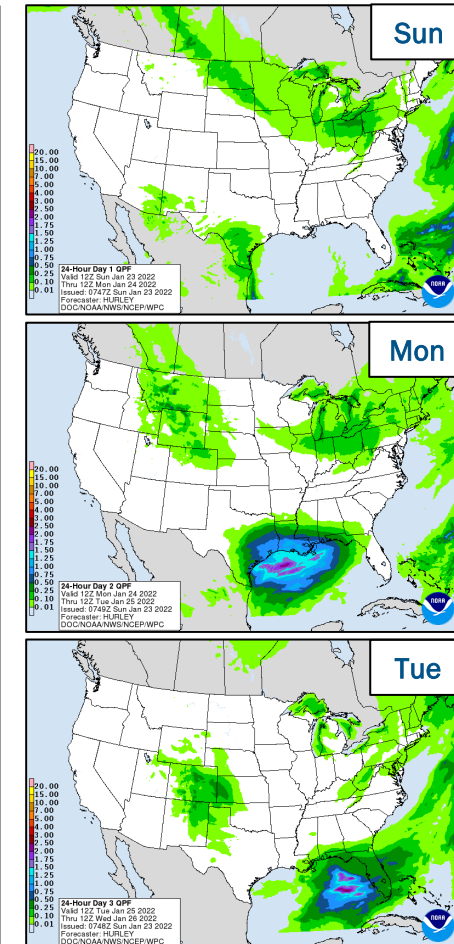 Sun
20.00
15.00
10.00
7.00
5.00
4.00
3.00
2.50
2.00
1.75
1.50
1.25
1.00
0.75
0.50
0.25
0.10
0.01
24-Hour Day 1 QPF
Valid 12Z Sun Jan 23 2022
Thru 12Z Mon Jan 24 2022
Issued: 0747Z Sun Jan 23 2022
Forecaster: HURLEY
DOC/NOAA/NWS/NCEP/WPC
NOAA
Mon
20.00
15.00
10.00
7.00
5.00
4.00
3.00
2.50
2.00
1.75
1.50
1.25
1.00
0.75
0.50
0.25
0.10
0.01
24-Hour Day 2 QPF
Valid 12Z Mon Jan 24 2022
Thru 12Z Tue Jan 25 2022
Issued: 0749Z Sun Jan 23 2022
Forecaster: HURLEY
DOC/NOAA/NWS/NCEP/WPC
NOAA
Tue
20.00
15.00
10.00
7.00
5.00
4.00
3.00
2.50
2.00
1.75
1.50
1.25
1.00
0.75
0.50
0.25
0.10
0.01
24-Hour Day 3 QPF
Valid 12Z Tue Jan 25 2022
Thru 12Z Wed Jan 26 2022
Issued: 0748Z Sun Jan 23 2022
Forecaster: HURLEY
DOC/NOAA/NWS/NCEP/WPC
NOAA